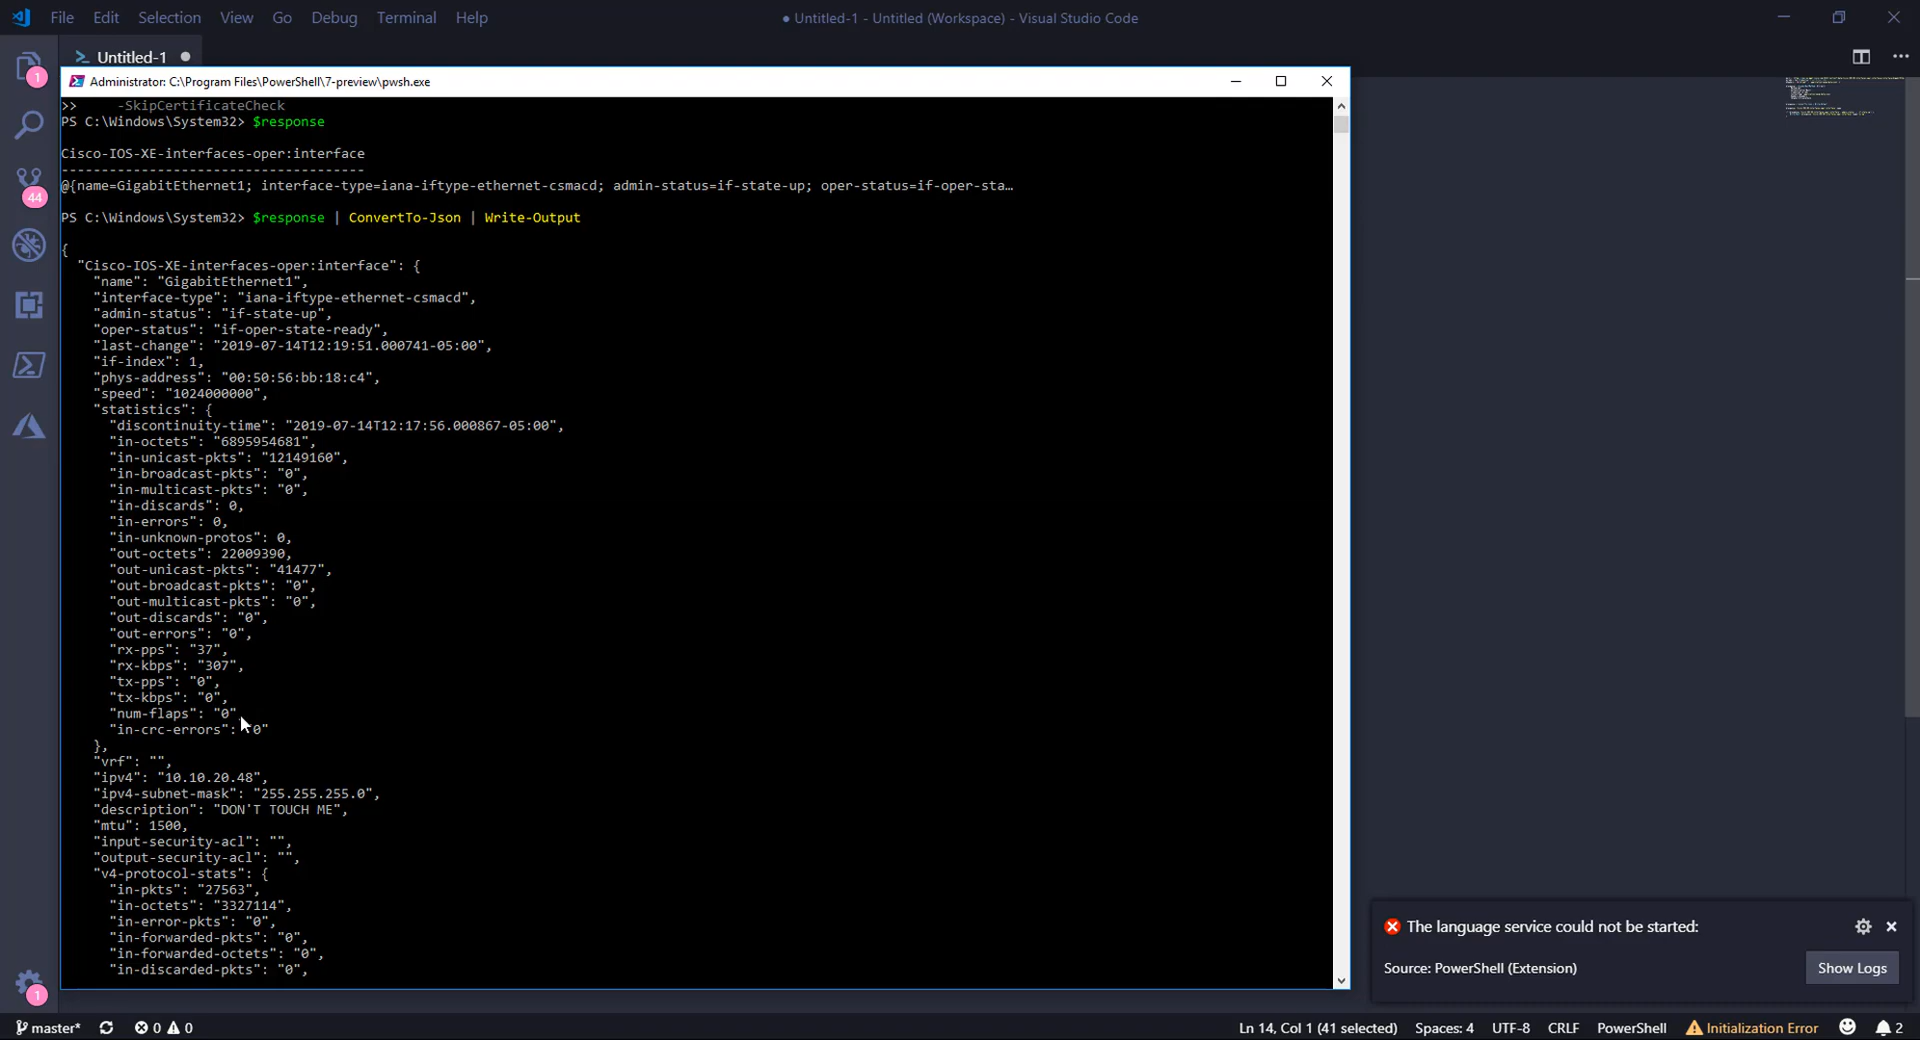 File Edit Selection View Go Debug Terminal Help
● Untitled-1 - Untitled (Workspace) - Visual Studio Code
Untitled-1
Administrator: C:\Program Files\PowerShell\7-preview\pwsh.exe
>>     -SkipCertificateCheck
PS C:\Windows\System32> $response
Cisco-IOS-XE-interfaces-oper:interface
--------------------------------------
@{name=GigabitEthernet1; interface-type=iana-iftype-ethernet-csmacd; admin-status=if-state-up; oper-status=if-oper-sta…
PS C:\Windows\System32> $response | ConvertTo-Json | Write-Output
{
  "Cisco-IOS-XE-interfaces-oper:interface": {
    "name": "GigabitEthernet1",
    "interface-type": "iana-iftype-ethernet-csmacd",
    "admin-status": "if-state-up",
    "oper-status": "if-oper-state-ready",
    "last-change": "2019-07-14T12:19:51.000741-05:00",
    "if-index": 1,
    "phys-address": "00:50:56:bb:18:c4",
    "speed": "1024000000",
    "statistics": {
      "discontinuity-time": "2019-07-14T12:17:56.000867-05:00",
      "in-octets": "6895954681",
      "in-unicast-pkts": "12149160",
      "in-broadcast-pkts": "0",
      "in-multicast-pkts": "0",
      "in-discards": 0,
      "in-errors": 0,
      "in-unknown-protos": 0,
      "out-octets": 22009390,
      "out-unicast-pkts": "41477",
      "out-broadcast-pkts": "0",
      "out-multicast-pkts": "0",
      "out-discards": "0",
      "out-errors": "0",
      "rx-pps": "37",
      "rx-kbps": "307",
      "tx-pps": "0",
      "tx-kbps": "0",
      "num-flaps": "0"
      "in-crc-errors": "0"
    },
    "vrf": "",
    "ipv4": "10.10.20.48",
    "ipv4-subnet-mask": "255.255.255.0",
    "description": "DON'T TOUCH ME",
    "mtu": 1500,
    "input-security-acl": "",
    "output-security-acl": "",
    "v4-protocol-stats": {
      "in-pkts": "27563",
      "in-octets": "3327114",
      "in-error-pkts": "0",
      "in-forwarded-pkts": "0",
      "in-forwarded-octets": "0",
      "in-discarded-pkts": "0",
1
44
1
The language service could not be started:
Source: PowerShell (Extension)
Show Logs
master* 0 0
Ln 14, Col 1 (41 selected) Spaces: 4 UTF-8 CRLF PowerShell Initialization Error 2